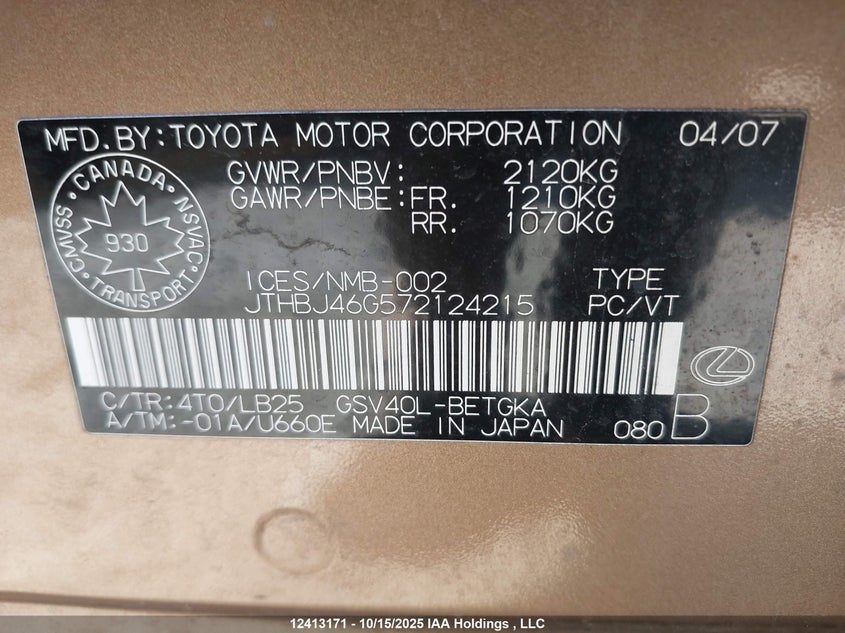 MFD.BY:TOYOTA MOTOR CORPORATION 04/07
GVWR/PNBV: 2120KG
GAWR/PNBE:FR. 1210KG
RR. 1070KG
CANADA
CMVSS 930 NSVAC
TRANSPORT
ICES/NMB-002 TYPE
JTHBJ46G572124215 PC/VT
C/TR:4T0/LB25 GSV40L-BETGKA
A/TM:-01A/U660E MADE IN JAPAN 080 B
12413171 - 10/15/2025 IAA Holdings , LLC